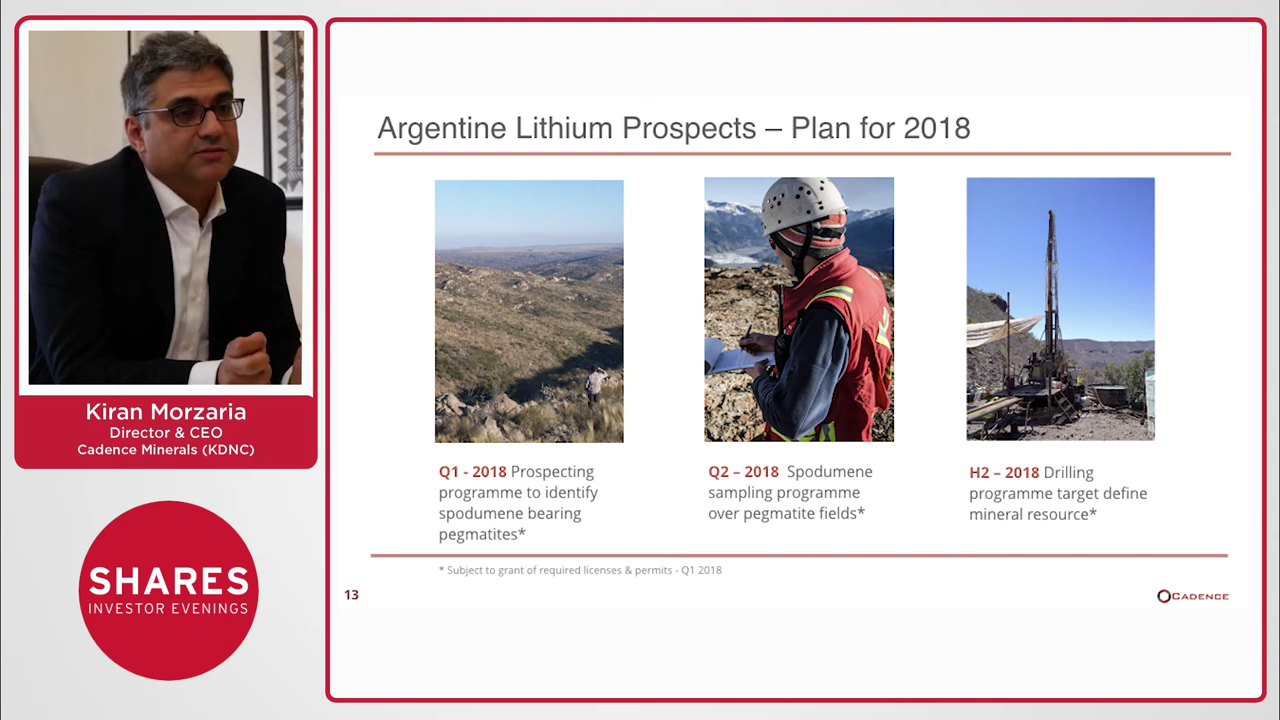 Kiran Morzaria
Director & CEO
Cadence Minerals (KDNC)
SHARES
INVESTOR EVENINGS
Argentine Lithium Prospects – Plan for 2018
Q1 - 2018 Prospecting
programme to identify
spodumene bearing
pegmatites*
Q2 – 2018 Spodumene
sampling programme
over pegmatite fields*
H2 – 2018 Drilling
programme target define
mineral resource*
* Subject to grant of required licenses & permits - Q1 2018
13
CADENCE